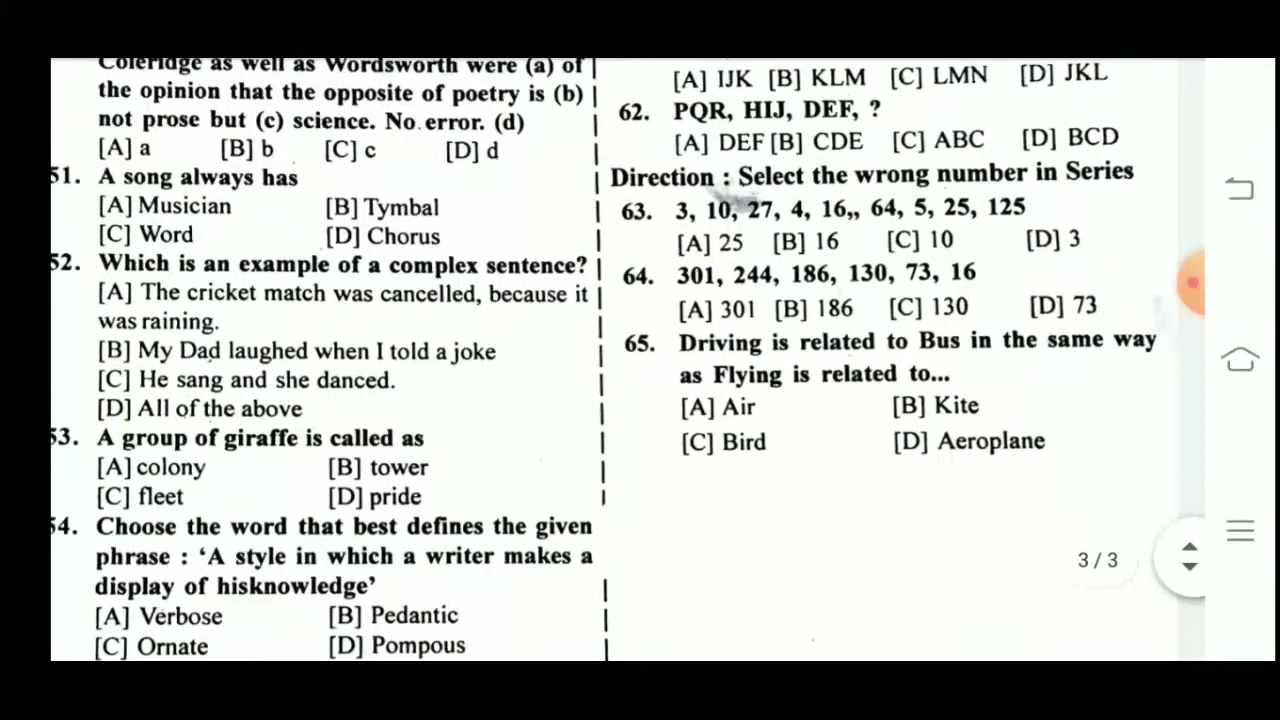 Coleridge as well as Wordsworth were (a) of
the opinion that the opposite of poetry is (b)
not prose but (c) science. No error. (d)
[A] a [B] b [C] c [D] d
51. A song always has
[A] Musician [B] Tymbal
[C] Word [D] Chorus
52. Which is an example of a complex sentence?
[A] The cricket match was cancelled, because it
was raining.
[B] My Dad laughed when I told a joke
[C] He sang and she danced.
[D] All of the above
53. A group of giraffe is called as
[A] colony [B] tower
[C] fleet [D] pride
54. Choose the word that best defines the given
phrase : ‘A style in which a writer makes a
display of hisknowledge’
[A] Verbose [B] Pedantic
[C] Ornate [D] Pompous
[A] IJK [B] KLM [C] LMN [D] JKL
62. PQR, HIJ, DEF, ?
[A] DEF [B] CDE [C] ABC [D] BCD
Direction : Select the wrong number in Series
63. 3, 10, 27, 4, 16,, 64, 5, 25, 125
[A] 25 [B] 16 [C] 10 [D] 3
64. 301, 244, 186, 130, 73, 16
[A] 301 [B] 186 [C] 130 [D] 73
65. Driving is related to Bus in the same way
as Flying is related to...
[A] Air [B] Kite
[C] Bird [D] Aeroplane
3 / 3